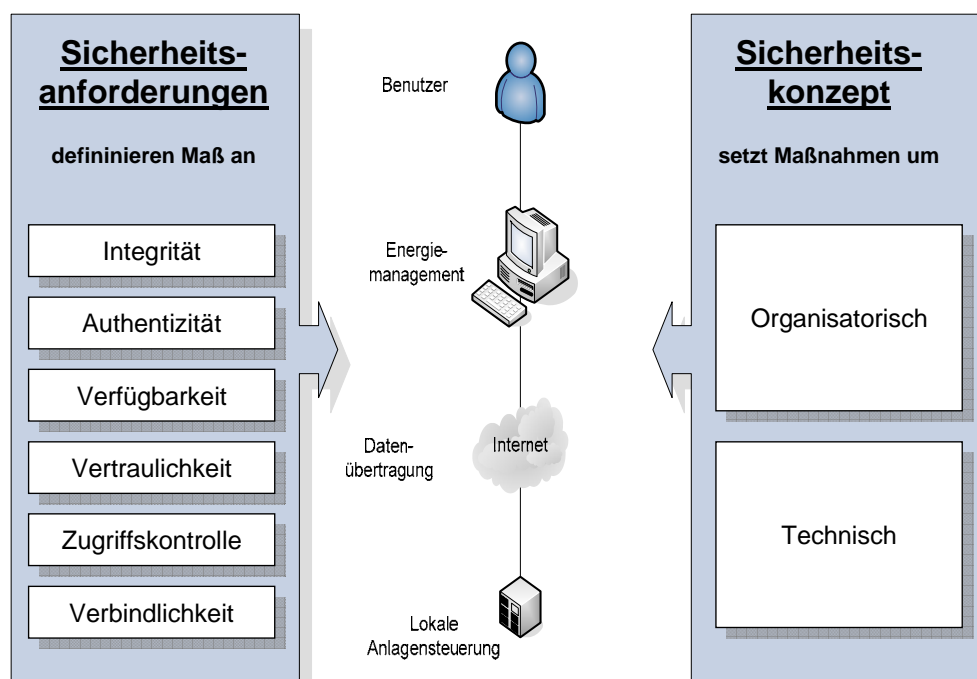 Sicherheits-
anforderungen
defininieren Maß an
Integrität
Authentizität
Verfügbarkeit
Vertraulichkeit
Zugriffskontrolle
Verbindlichkeit
Benutzer
Energie-
management
Daten-
übertragung
Internet
Lokale
Anlagensteuerung
Sicherheits-
konzept
setzt Maßnahmen um
Organisatorisch
Technisch